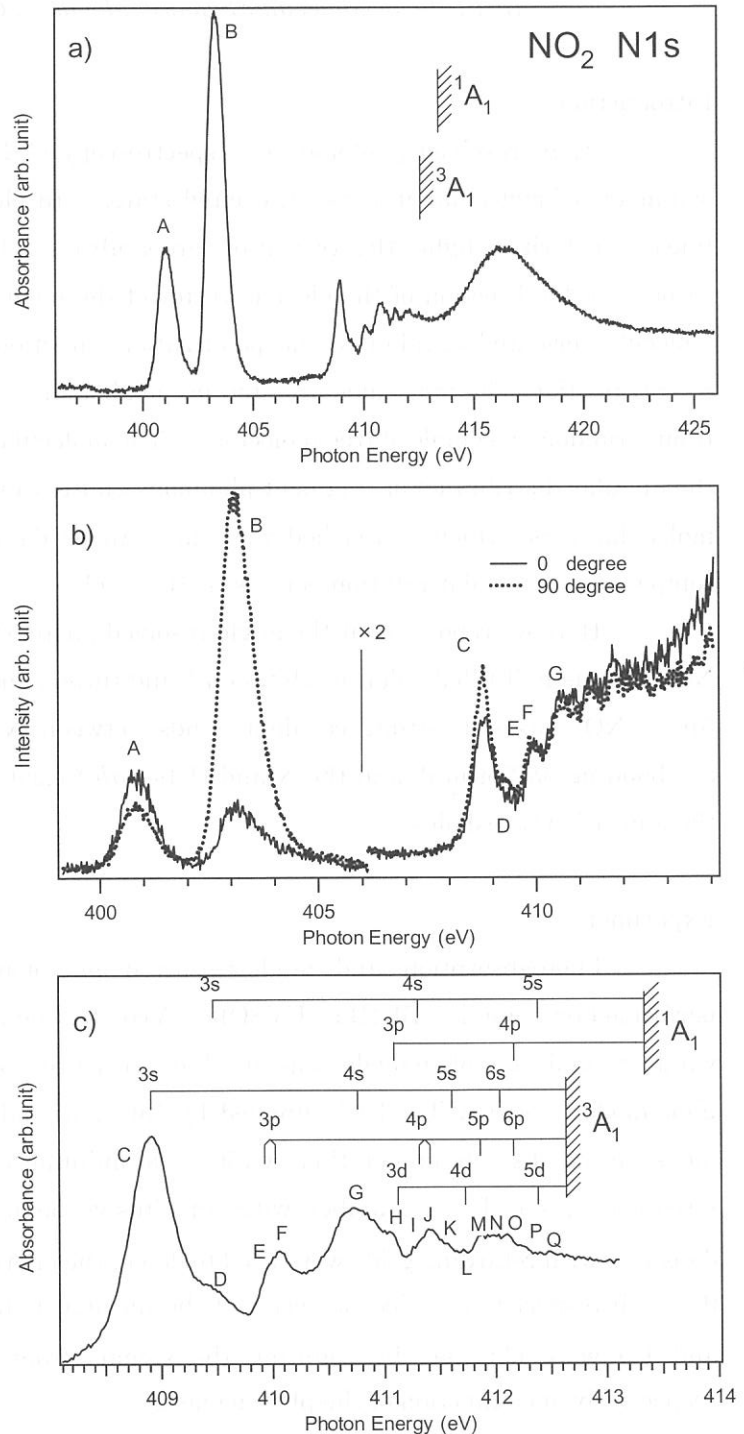 a)
NO₂ N1s
B
A
¹A₁
³A₁
Absorbance (arb. unit)
400 405 410 415 420 425
Photon Energy (eV)
b)
B
0 degree
90 degree
×2
A
C
D
E
F
G
Intensity (arb. unit)
400 405 410
Photon Energy (eV)
c)
3s 4s 5s
3p 4p
¹A₁
3s 4s 5s 6s
3p 4p 5p 6p
³A₁
3d 4d 5d
C
D
E
F
G
H
I
J
K
L
M
N
O
P
Q
Absorbance (arb.unit)
409 410 411 412 413 414
Photon Energy (eV)